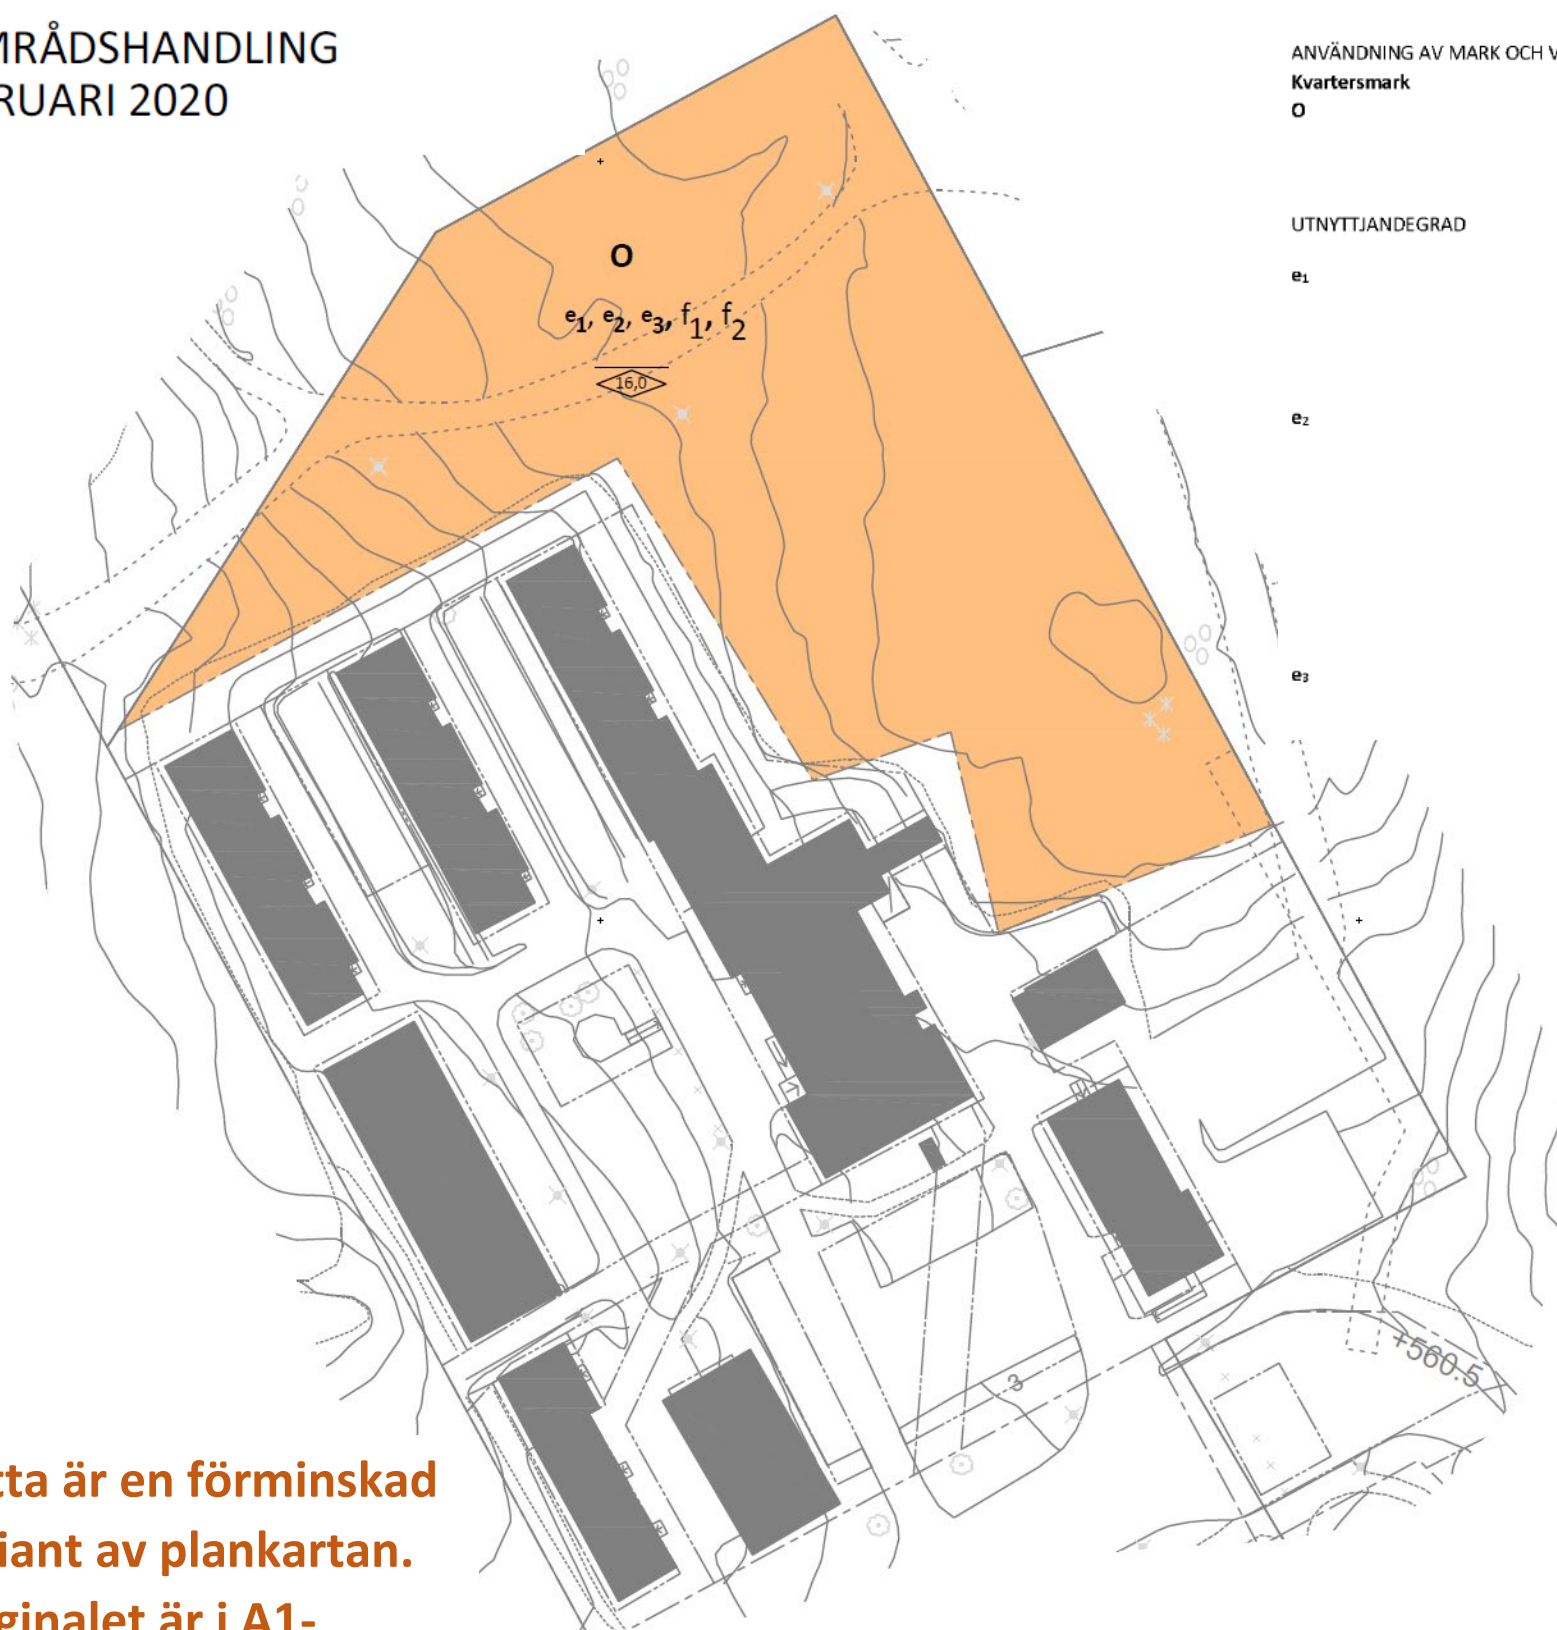 MRÅDSHANDLING
RUARI 2020
ANVÄNDNING AV MARK OCH V
Kvartersmark
O
UTNYTTJANDEGRAD
e₁
e₂
e₃
O
e₁, e₂, e₃, f₁, f₂
16,0
3
+560.5
tta är en förminskad
iant av plankartan.
ginalet är i A1-